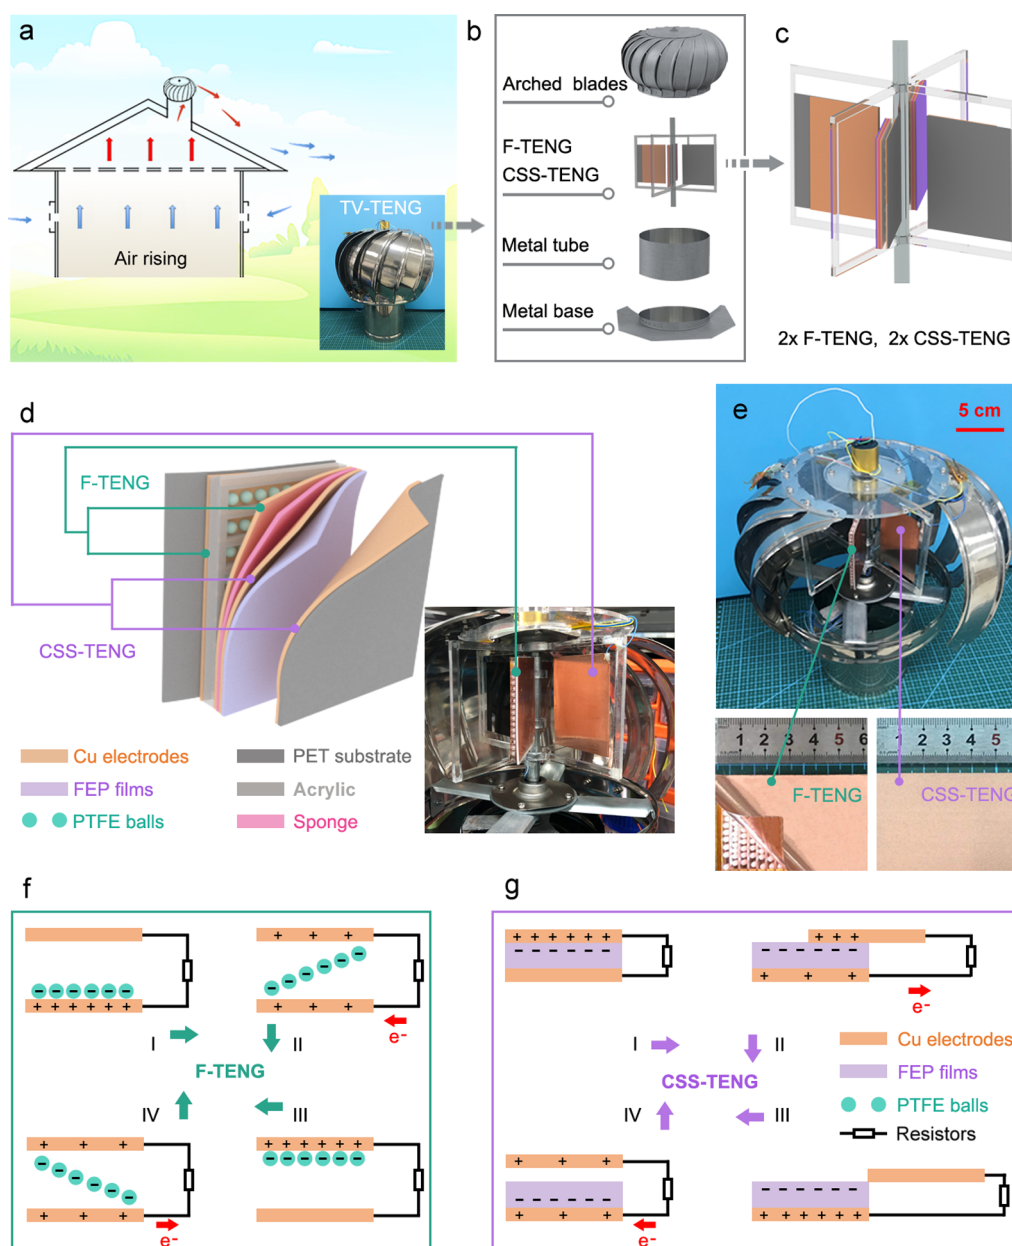 a
TV-TENG
Air rising
b
Arched blades
F-TENG
CSS-TENG
Metal tube
Metal base
c
2x F-TENG, 2x CSS-TENG
d
F-TENG
CSS-TENG
Cu electrodes
FEP films
PTFE balls
PET substrate
Acrylic
Sponge
e
5 cm
1 2 3 4 5 6
F-TENG
1 2 3 4 5
CSS-TENG
f
+ + +
- - - - - -
+ + + + + +
- - - - - -
+ + +
e-
I
II
F-TENG
IV
III
+ + +
- - - - - -
+ + +
e-
+ + + + + +
- - - - - -
g
+ + + + + +
- - - - - -
+ + +
- - - - - -
+ + +
e-
I
II
CSS-TENG
IV
III
Cu electrodes
FEP films
PTFE balls
Resistors
+ + +
- - - - - -
+ + +
e-
- - - - - -
+ + + + + +